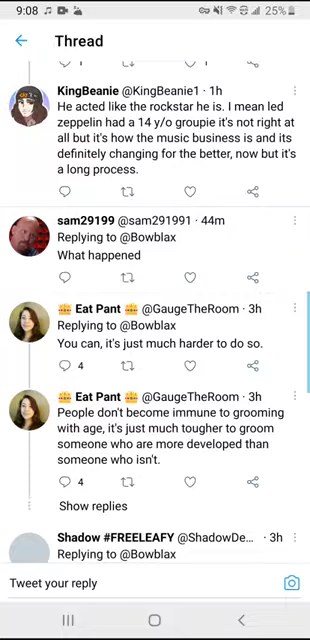 9:08
25%
Thread
1
1
KingBeanie @KingBeanie1 · 1h
He acted like the rockstar he is. I mean led
zeppelin had a 14 y/o groupie it's not right at
all but it's how the music business is and its
definitely changing for the better, now but it's
a long process.
sam29199 @sam291991 · 44m
Replying to @Bowblax
What happened
Eat Pant @GaugeTheRoom · 3h
Replying to @Bowblax
You can, it's just much harder to do so.
4
Eat Pant @GaugeTheRoom · 3h
People don't become immune to grooming
with age, it's just much tougher to groom
someone who are more developed than
someone who isn't.
4
Show replies
Shadow #FREELEAFY @ShadowDe... · 3h
Replying to @Bowblax
Tweet your reply